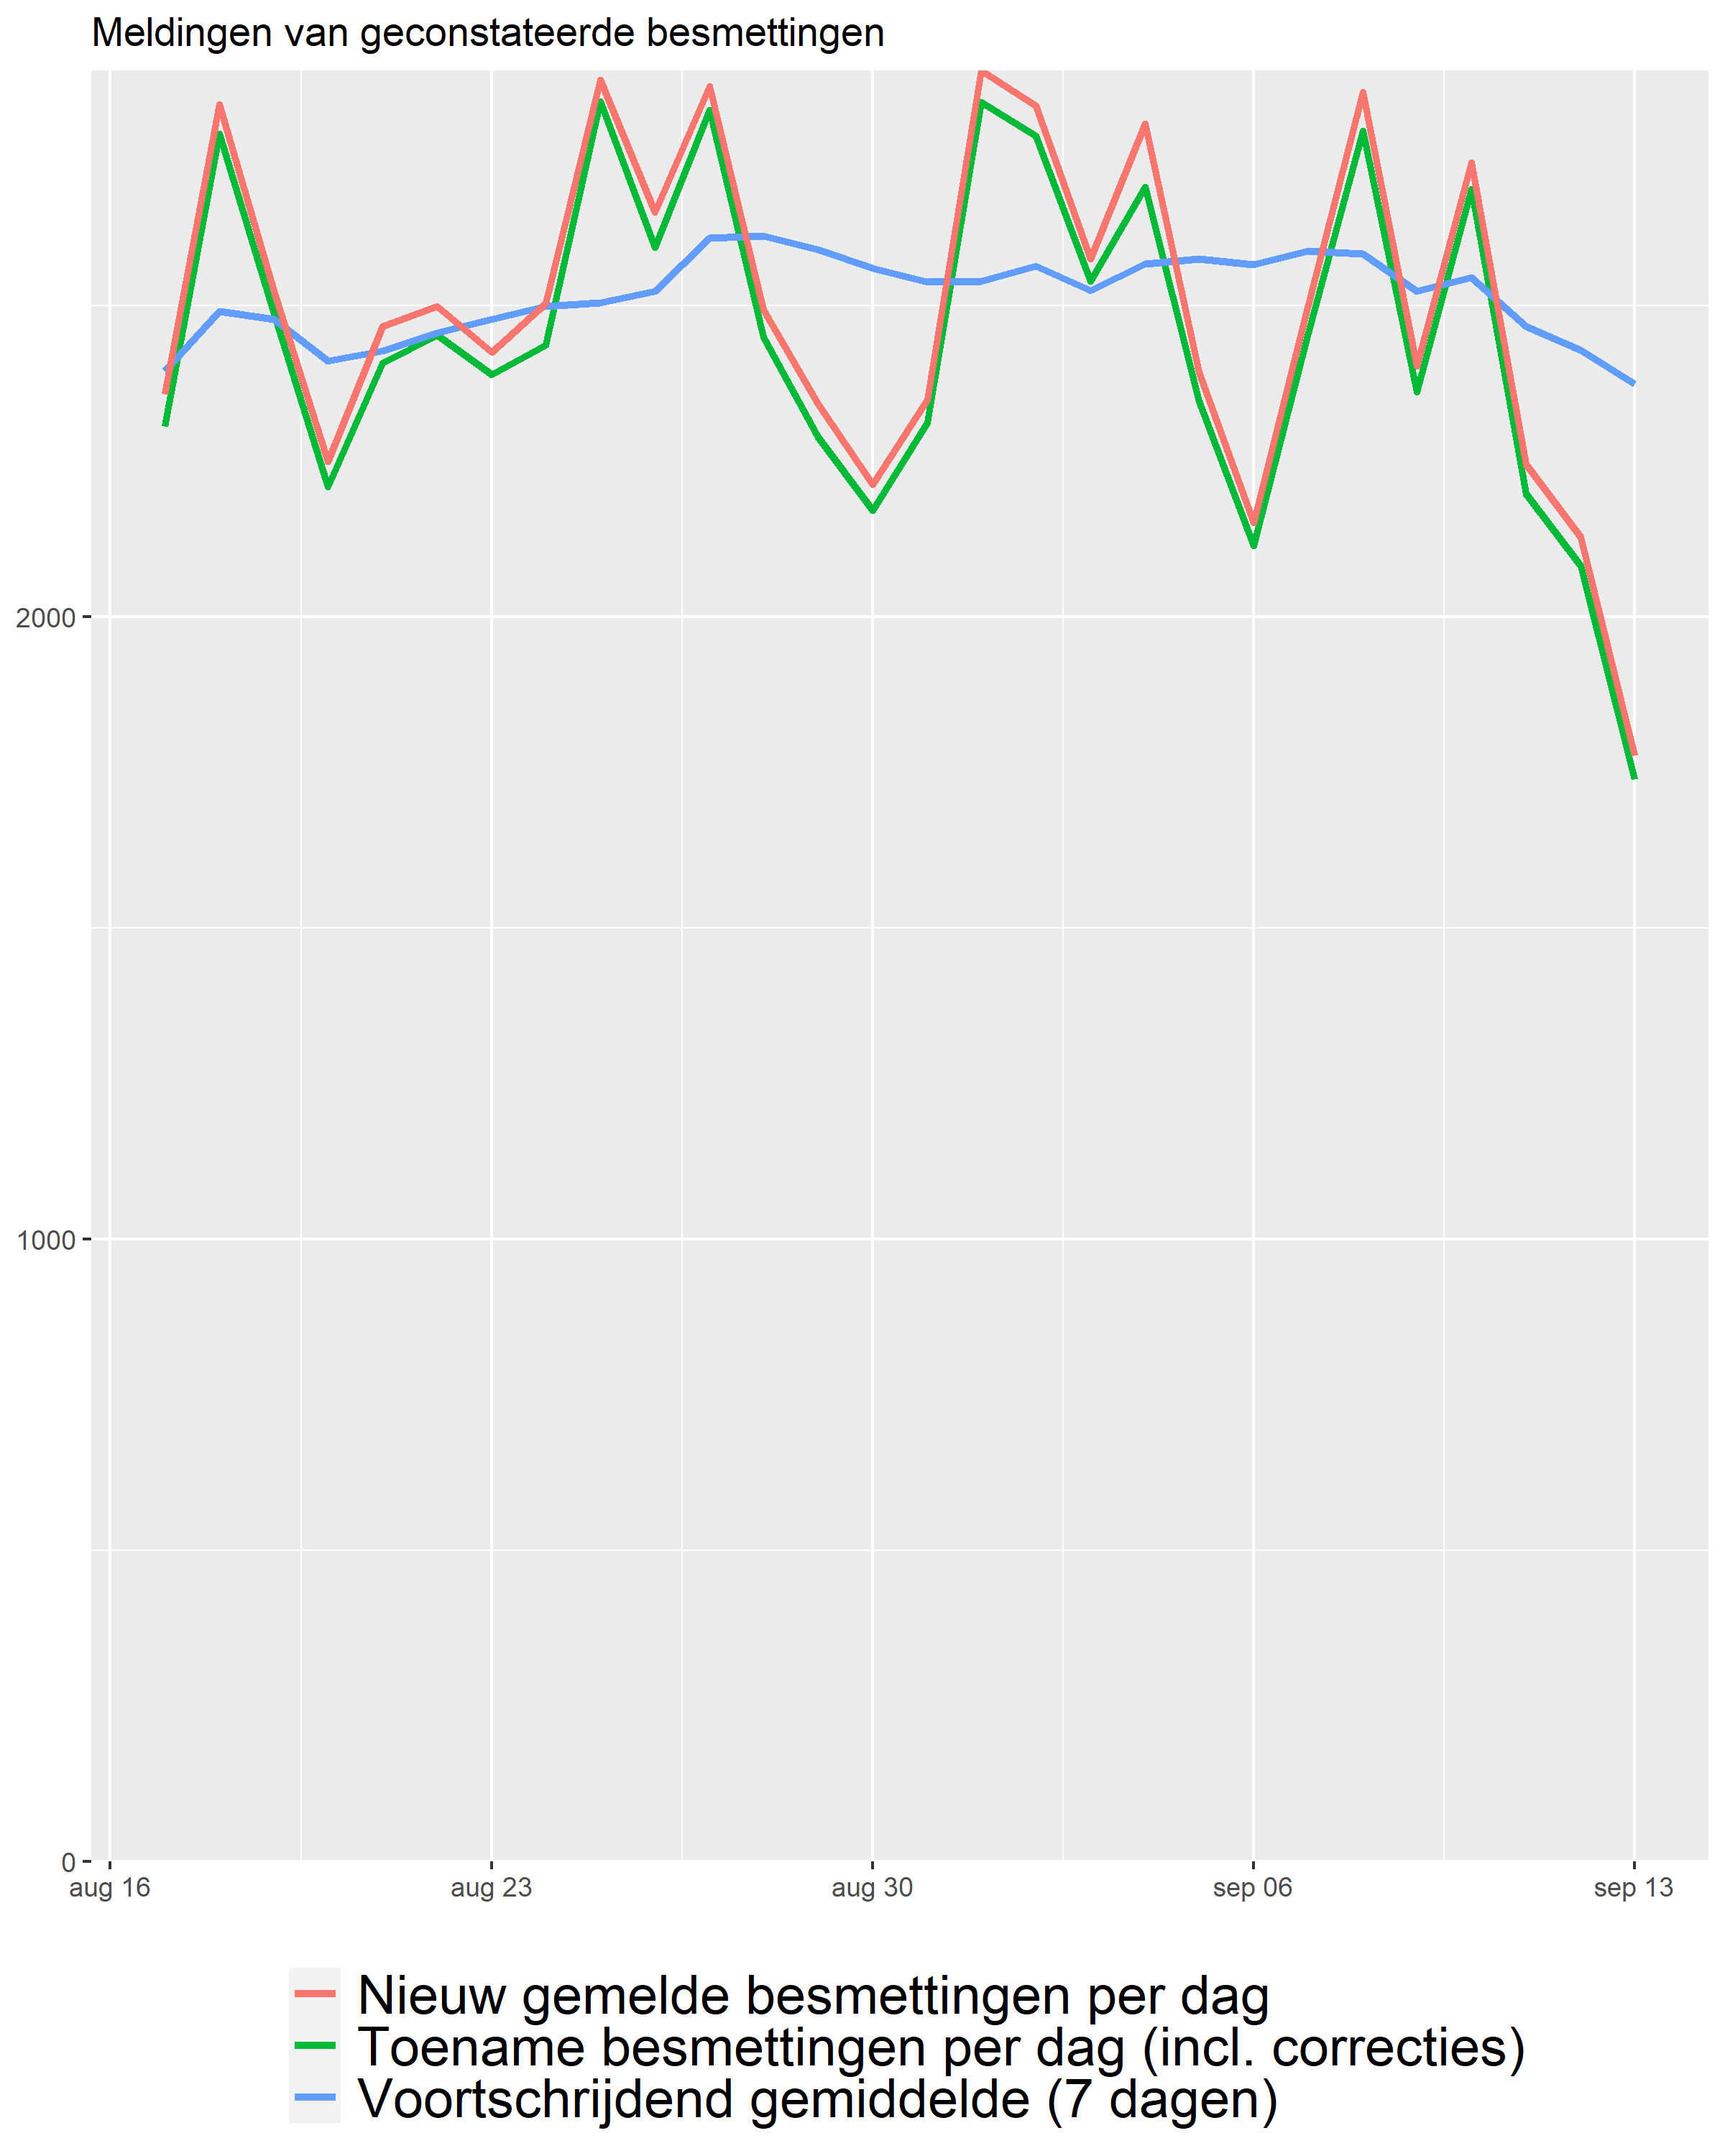 Meldingen van geconstateerde besmettingen
2000
1000
0
aug 16
aug 23
aug 30
sep 06
sep 13
Nieuw gemelde besmettingen per dag
Toename besmettingen per dag (incl. correcties)
Voortschrijdend gemiddelde (7 dagen)